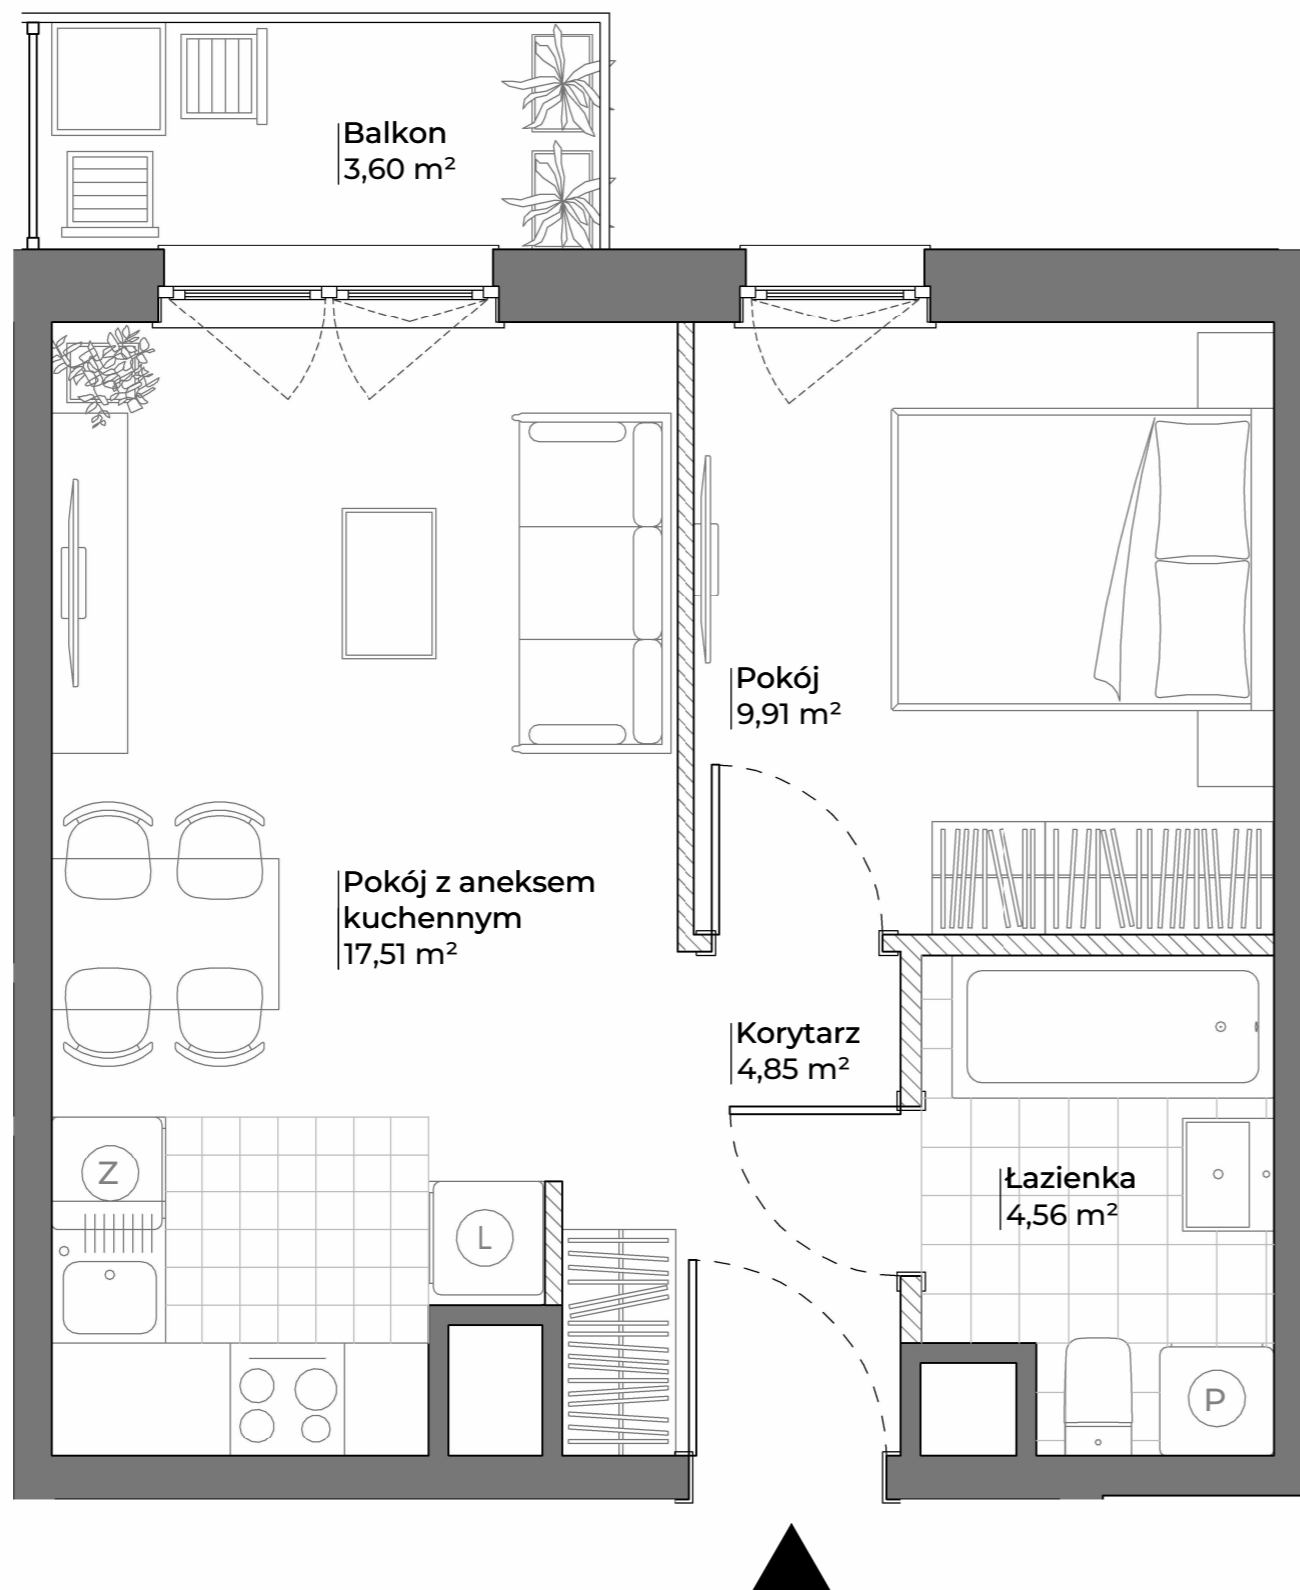 Balkon
3,60 m²
Pokój
9,91 m²
Pokój z aneksem
kuchennym
17,51 m²
Korytarz
4,85 m²
Z
L
Łazienka
4,56 m²
P